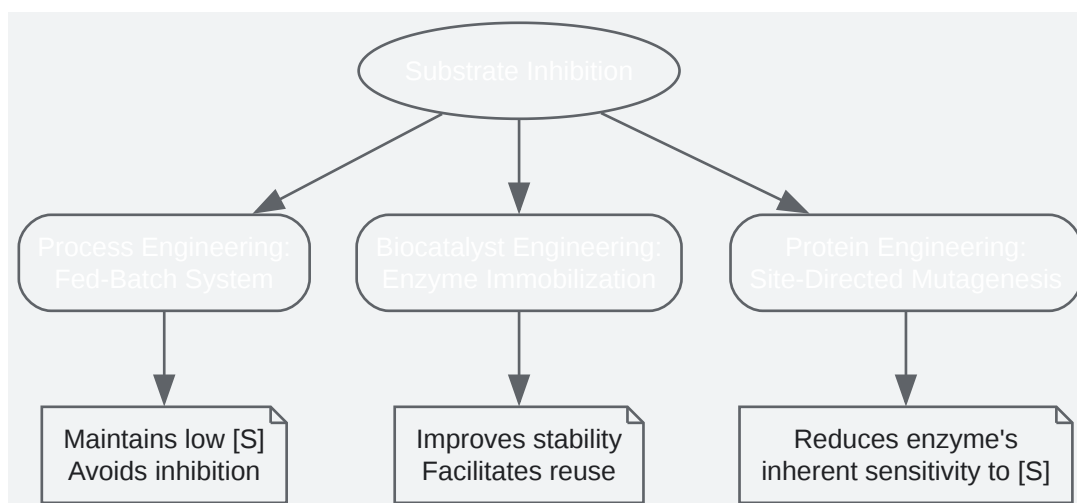 Substrate Inhibition
Process Engineering:
Fed-Batch System
Biocatalyst Engineering:
Enzyme Immobilization
Protein Engineering:
Site-Directed Mutagenesis
Maintains low [S]
Avoids inhibition
Improves stability
Facilitates reuse
Reduces enzyme's
inherent sensitivity to [S]